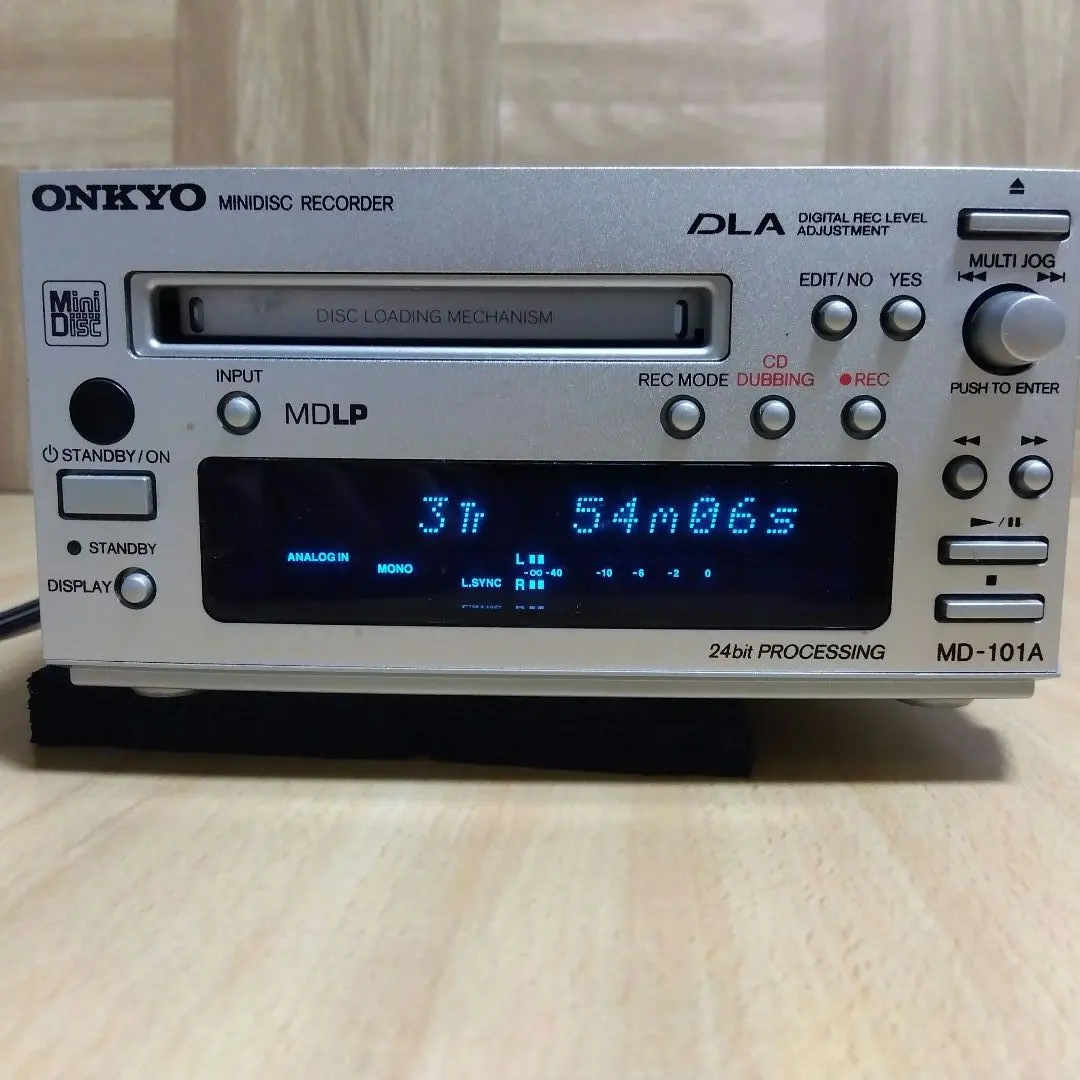 ONKYO MINIDISC RECORDER
DLA DIGITAL REC LEVEL
ADJUSTMENT
MULTI JOG
Mini
Disc
DISC LOADING MECHANISM
EDIT/NO YES
PUSH TO ENTER
INPUT
MDLP
REC MODE
CD
DUBBING
REC
STANDBY/ON
3Tr 54m06s
STANDBY
ANALOG IN
MONO
L.SYNC
L
-∞ -40 -10 -6 -2 0
R
DISPLAY
24bit PROCESSING
MD-101A